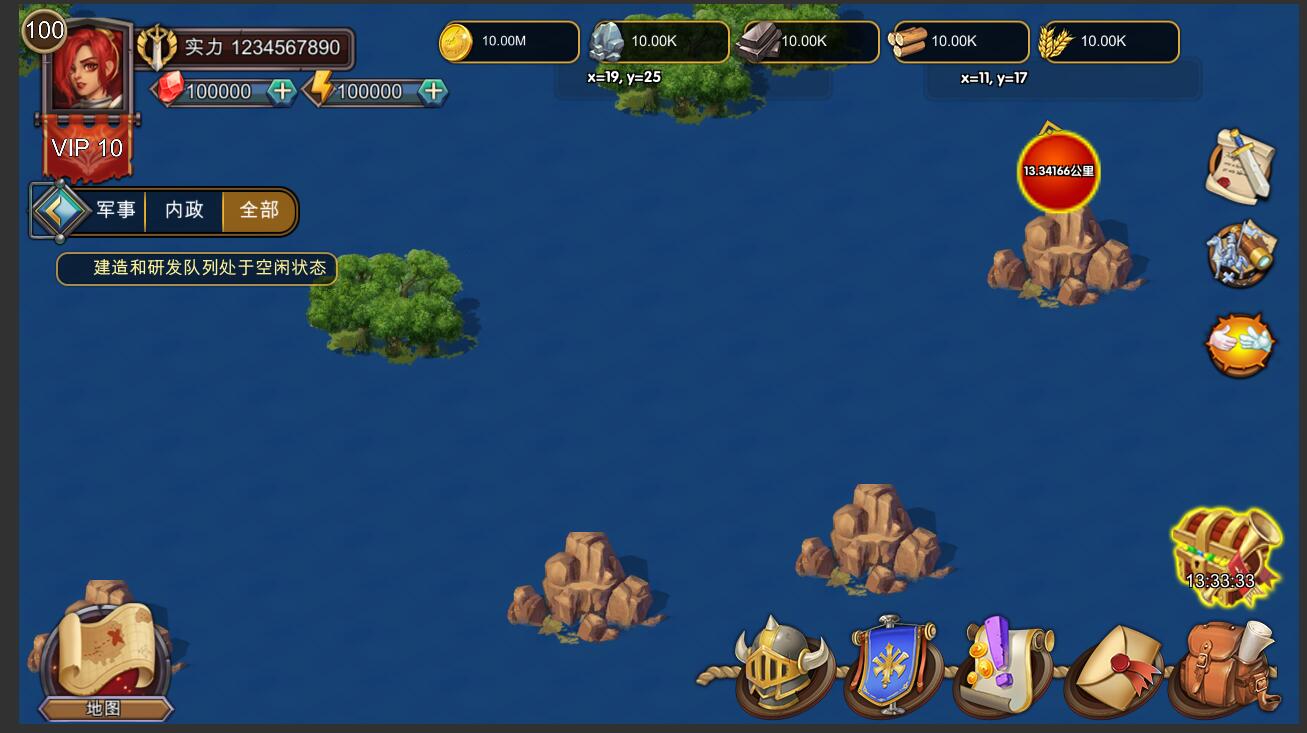 100
实力 1234567890
100000
100000
VIP 10
10.00M
10.00K
10.00K
10.00K
10.00K
x=19, y=25
x=11, y=17
军事
内政
全部
建造和研发队列处于空闲状态
13.34166公里
13:33:33
地图